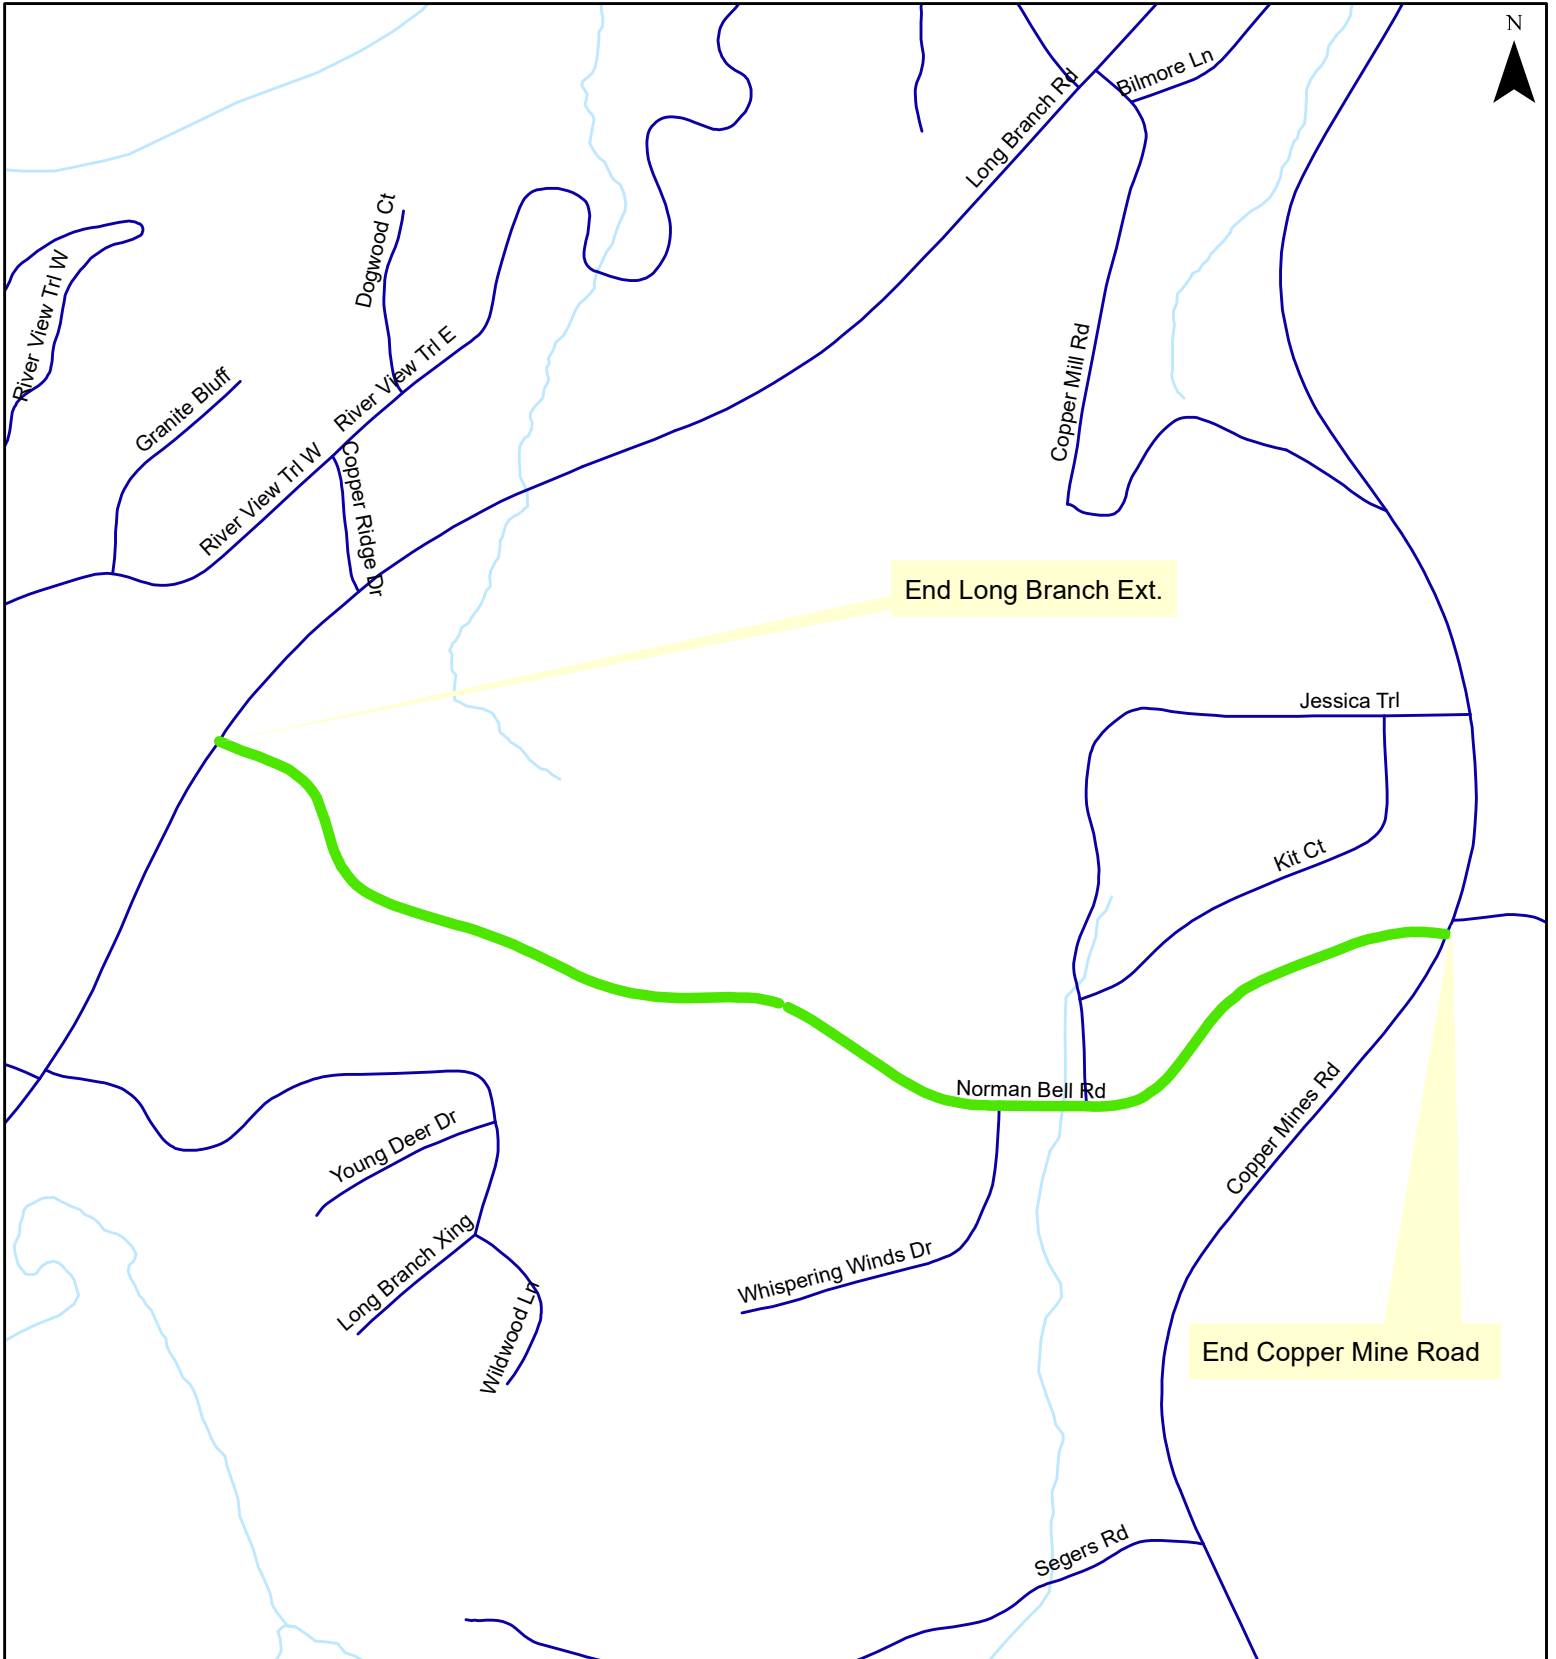 N
Bilmore Ln
Long Branch Rd
Dogwood Ct
River View Trl W
River View Trl E
Granite Bluff
Copper Mill Rd
River View Trl W
Copper Ridge Dr
End Long Branch Ext.
Jessica Trl
Kit Ct
Norman Bell Rd
Copper Mines Rd
Young Deer Dr
Long Branch Xing
Whispering Winds Dr
Wildwood Ln
End Copper Mine Road
Segers Rd